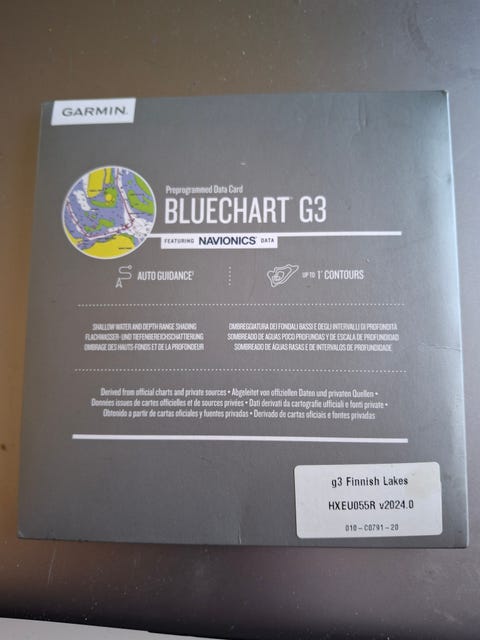 GARMIN
Preprogrammed Data Card
BLUECHART® G3
FEATURING NAVIONICS® DATA
AUTO GUIDANCE¹
UP TO 1' CONTOURS
SHALLOW WATER AND DEPTH RANGE SHADING
FLACHWASSER- UND TIEFENBEREICHSCHATTIERUNG
OMBRAGE DES HAUTS-FONDS ET DE LA PROFONDEUR
OMBREGGIATURA DEI FONDALI BASSI E DEGLI INTERVALLI DI PROFONDITÀ
SOMBREADO DE AGUAS POCO PROFUNDAS Y DE ESCALA DE PROFUNDIDAD
SOMBREADO DE ÁGUAS RASAS E DE INTERVALOS DE PROFUNDIDADE
Derived from official charts and private sources • Abgeleitet von offiziellen Daten und privaten Quellen •
Données issues de cartes officielles et de sources privées • Dati derivati da cartografie ufficiali e fonti private •
Obtenido a partir de cartas oficiales y fuentes privadas • Derivado de cartas oficiais e fontes privadas
g3 Finnish Lakes
HXEU055R v2024.0
010-C0791-20